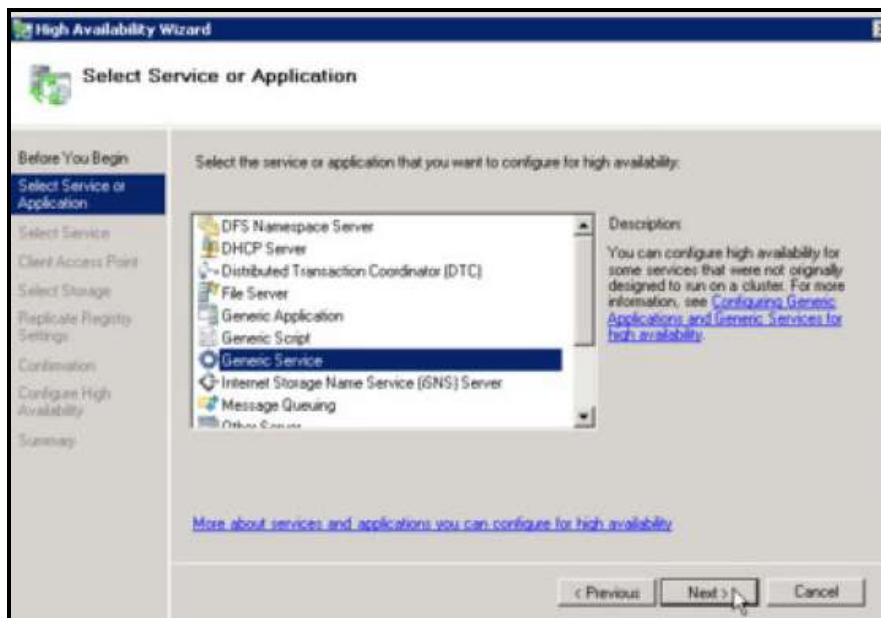 High Availability Wizard
Select Service or Application
Before You Begin
Select Service or
Application
Select Service
Client Access Point
Select Storage
Replicate Registry
Settings
Confirmation
Configure High
Availability
Summary
Select the service or application that you want to configure for high availability:
DFS Namespace Server
DHCP Server
Distributed Transaction Coordinator (DTC)
File Server
Generic Application
Generic Script
Generic Service
Internet Storage Name Service (iSNS) Server
Message Queuing
Other Server
Description:
You can configure high availability for
some services that were not originally
designed to run on a cluster. For more
information, see Configuring Generic
Applications and Generic Services for
high availability.
More about services and applications you can configure for high availability
< Previous
Next >
Cancel